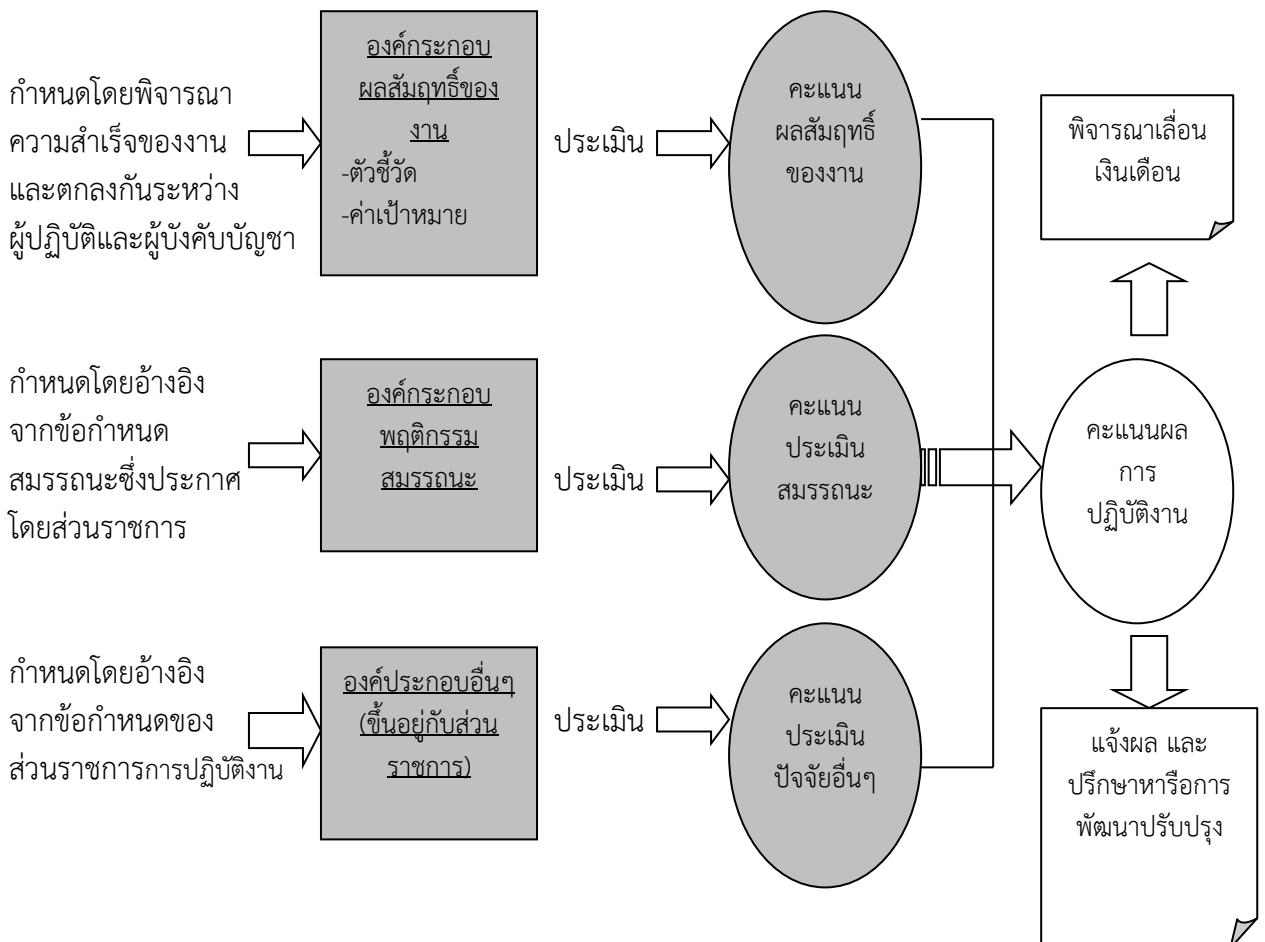 กำหนดโดยพิจารณา
ความสำเร็จของงาน
และตกลงกันระหว่าง
ผู้ปฏิบัติและผู้บังคับบัญชา
องค์กระกอบ
ผลสัมฤทธิ์ของ
งาน
-ตัวชี้วัด
-ค่าเป้าหมาย
ประเมิน
คะแนน
ผลสัมฤทธิ์
ของงาน
พิจารณาเลื่อน
เงินเดือน
กำหนดโดยอ้างอิง
จากข้อกำหนด
สมรรถนะซึ่งประกาศ
โดยส่วนราชการ
องค์กระกอบ
พฤติกรรม
สมรรถนะ
ประเมิน
คะแนน
ประเมิน
สมรรถนะ
คะแนนผล
การ
ปฏิบัติงาน
กำหนดโดยอ้างอิง
จากข้อกำหนดของ
ส่วนราชการการปฏิบัติงาน
องค์ประกอบอื่นๆ
(ขึ้นอยู่กับส่วน
ราชการ)
ประเมิน
คะแนน
ประเมิน
ปัจจัยอื่นๆ
แจ้งผล และ
ปรึกษาหารือการ
พัฒนาปรับปรุง